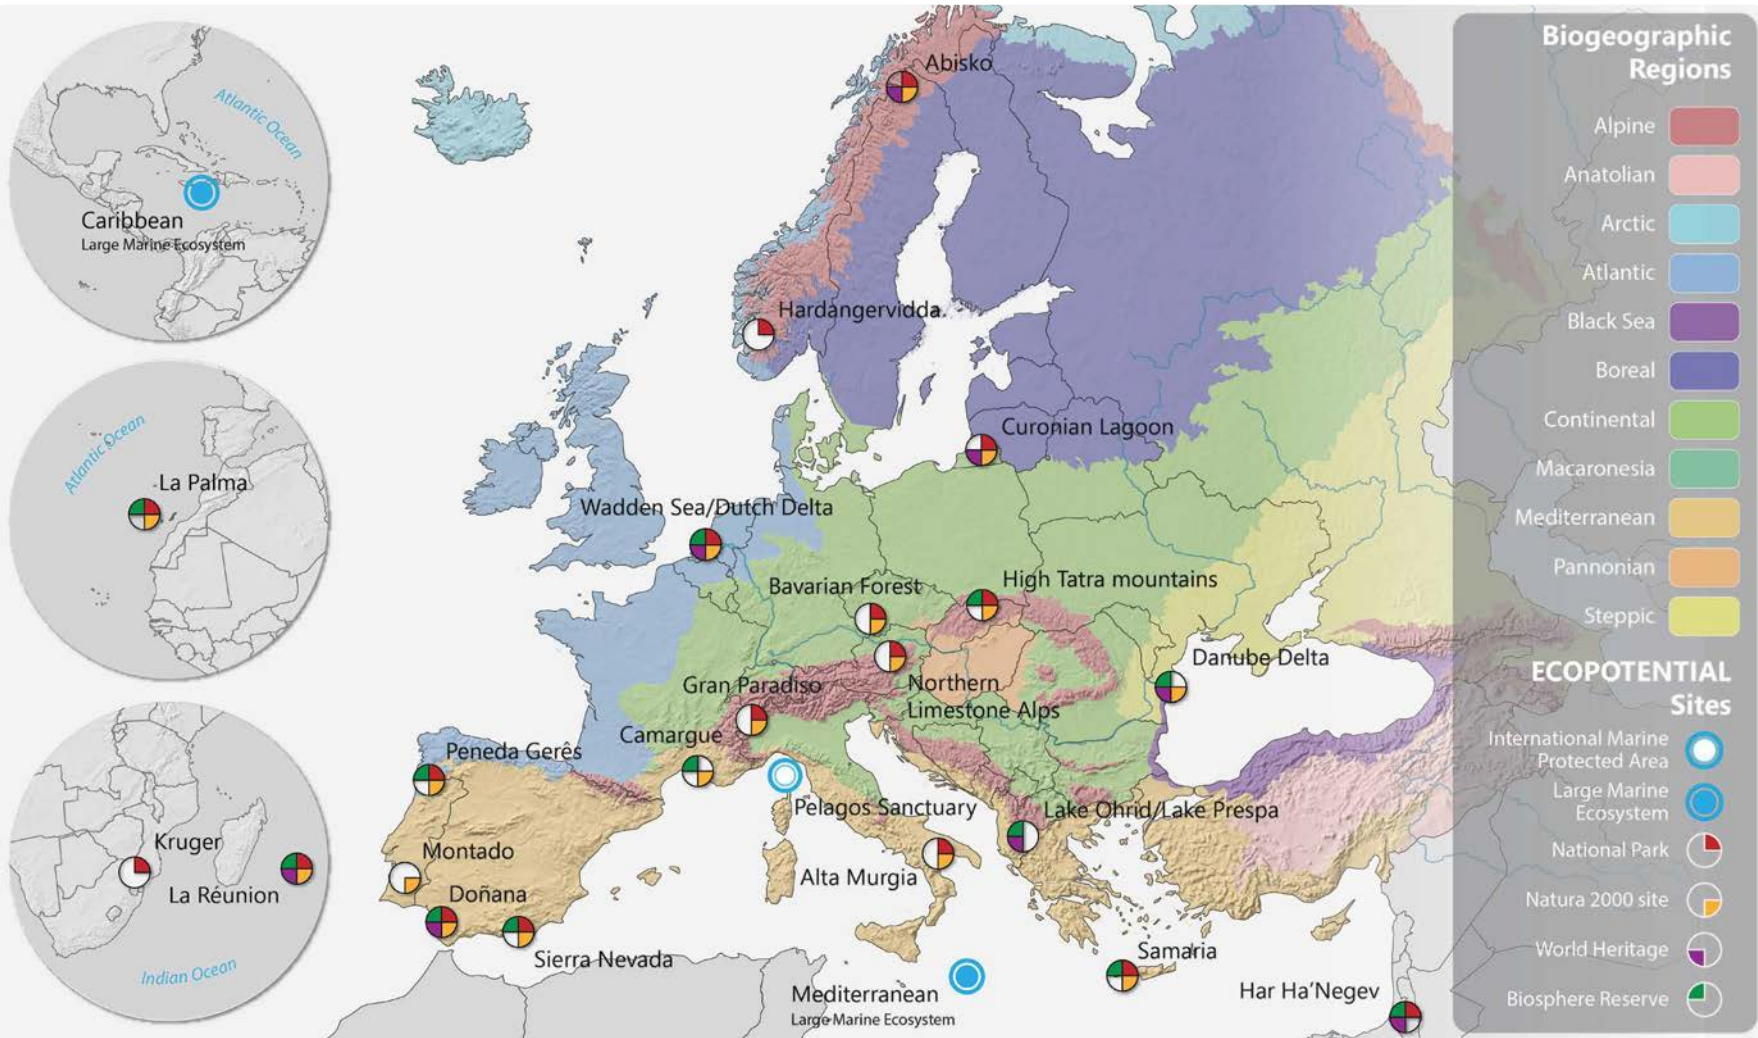 Atlantic Ocean
Caribbean
Large Marine Ecosystem
Atlantic Ocean
La Palma
Kruger
La Réunion
Indian Ocean
Abisko
Hardangervidda
Curonian Lagoon
Wadden Sea/Dutch Delta
Bavarian Forest
High Tatra mountains
Danube Delta
Gran Paradiso
Northern
Limestone Alps
Camargue
Peneda Gerês
Pelagos Sanctuary
Lake Ohrid/Lake Prespa
Montado
Alta Murgia
Doñana
Sierra Nevada
Samaria
Mediterranean
Large Marine Ecosystem
Har Ha'Negev
Biogeographic
Regions
Alpine
Anatolian
Arctic
Atlantic
Black Sea
Boreal
Continental
Macaronesia
Mediterranean
Pannonian
Steppic
ECOPOTENTIAL
Sites
International Marine
Protected Area
Large Marine
Ecosystem
National Park
Natura 2000 site
World Heritage
Biosphere Reserve